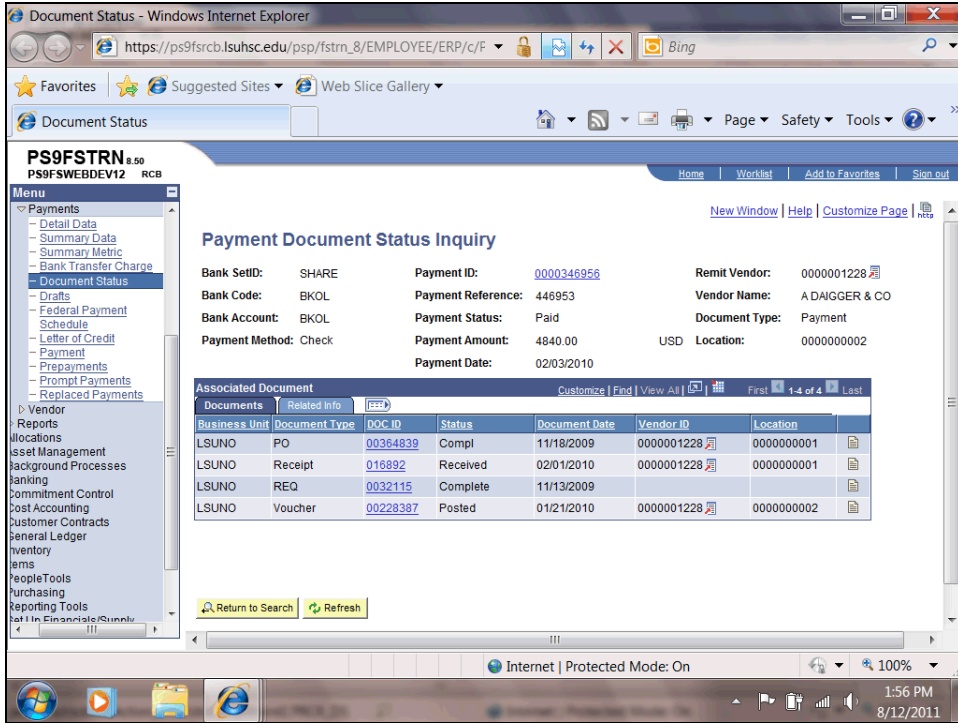 Document Status - Windows Internet Explorer
https://ps9fsrcb.lsuhsc.edu/psp/fstrn_8/EMPLOYEE/ERP/c/F
Bing
Favorites Suggested Sites Web Slice Gallery
Document Status
Page Safety Tools
PS9FSTRN 8.50
PS9FSWEBDEV12 RCB
Home | Worklist | Add to Favorites | Sign out
Menu
Payments
Detail Data
Summary Data
Summary Metric
Bank Transfer Charge
Document Status
Drafts
Federal Payment
Schedule
Letter of Credit
Payment
Prepayments
Prompt Payments
Replaced Payments
Vendor
Reports
llocations
sset Management
ackground Processes
anking
ommitment Control
ost Accounting
ustomer Contracts
eneral Ledger
nventory
ems
eopleTools
urchasing
eporting Tools
et Up Financials/Supply
New Window | Help | Customize Page | http
Payment Document Status Inquiry
Bank SetID: SHARE Payment ID: 0000346956 Remit Vendor: 0000001228
Bank Code: BKOL Payment Reference: 446953 Vendor Name: A DAIGGER & CO
Bank Account: BKOL Payment Status: Paid Document Type: Payment
Payment Method: Check Payment Amount: 4840.00 USD Location: 0000000002
Payment Date: 02/03/2010
Associated Document Customize | Find | View All | First 1-4 of 4 Last
Documents Related Info
Business Unit Document Type DOC ID Status Document Date Vendor ID Location
LSUNO PO 00364839 Compl 11/18/2009 0000001228 0000000001
LSUNO Receipt 016892 Received 02/01/2010 0000001228 0000000001
LSUNO REQ 0032115 Complete 11/13/2009
LSUNO Voucher 00228387 Posted 01/21/2010 0000001228 0000000002
Return to Search Refresh
Internet | Protected Mode: On 100%
1:56 PM
8/12/2011